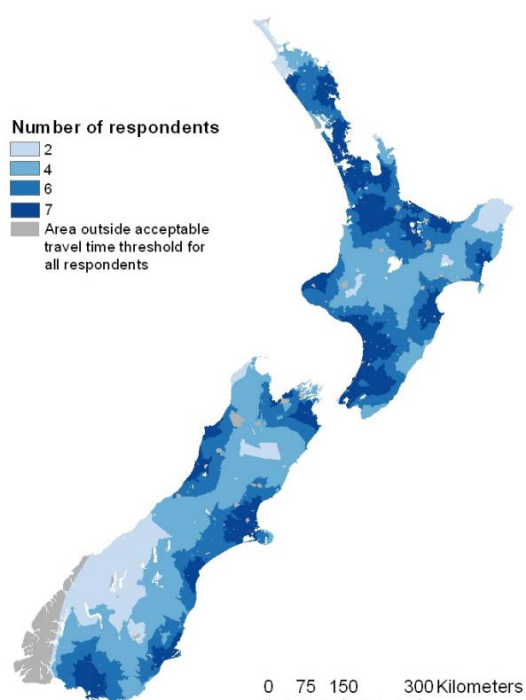 Number of respondents
2
4
6
7
Area outside acceptable
travel time threshold for
all respondents
0 75 150 300 Kilometers